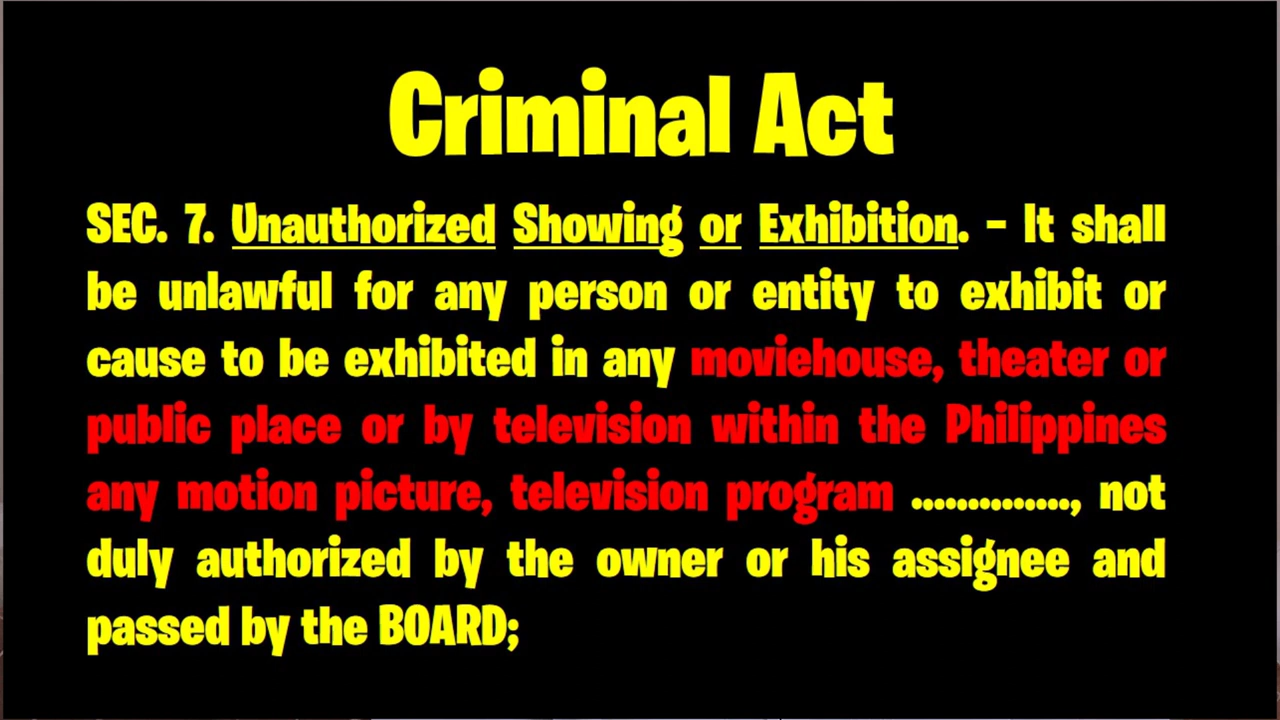 Criminal Act
SEC. 7. Unauthorized Showing or Exhibition. – It shall
be unlawful for any person or entity to exhibit or
cause to be exhibited in any moviehouse, theater or
public place or by television within the Philippines
any motion picture, television program .............., not
duly authorized by the owner or his assignee and
passed by the BOARD;